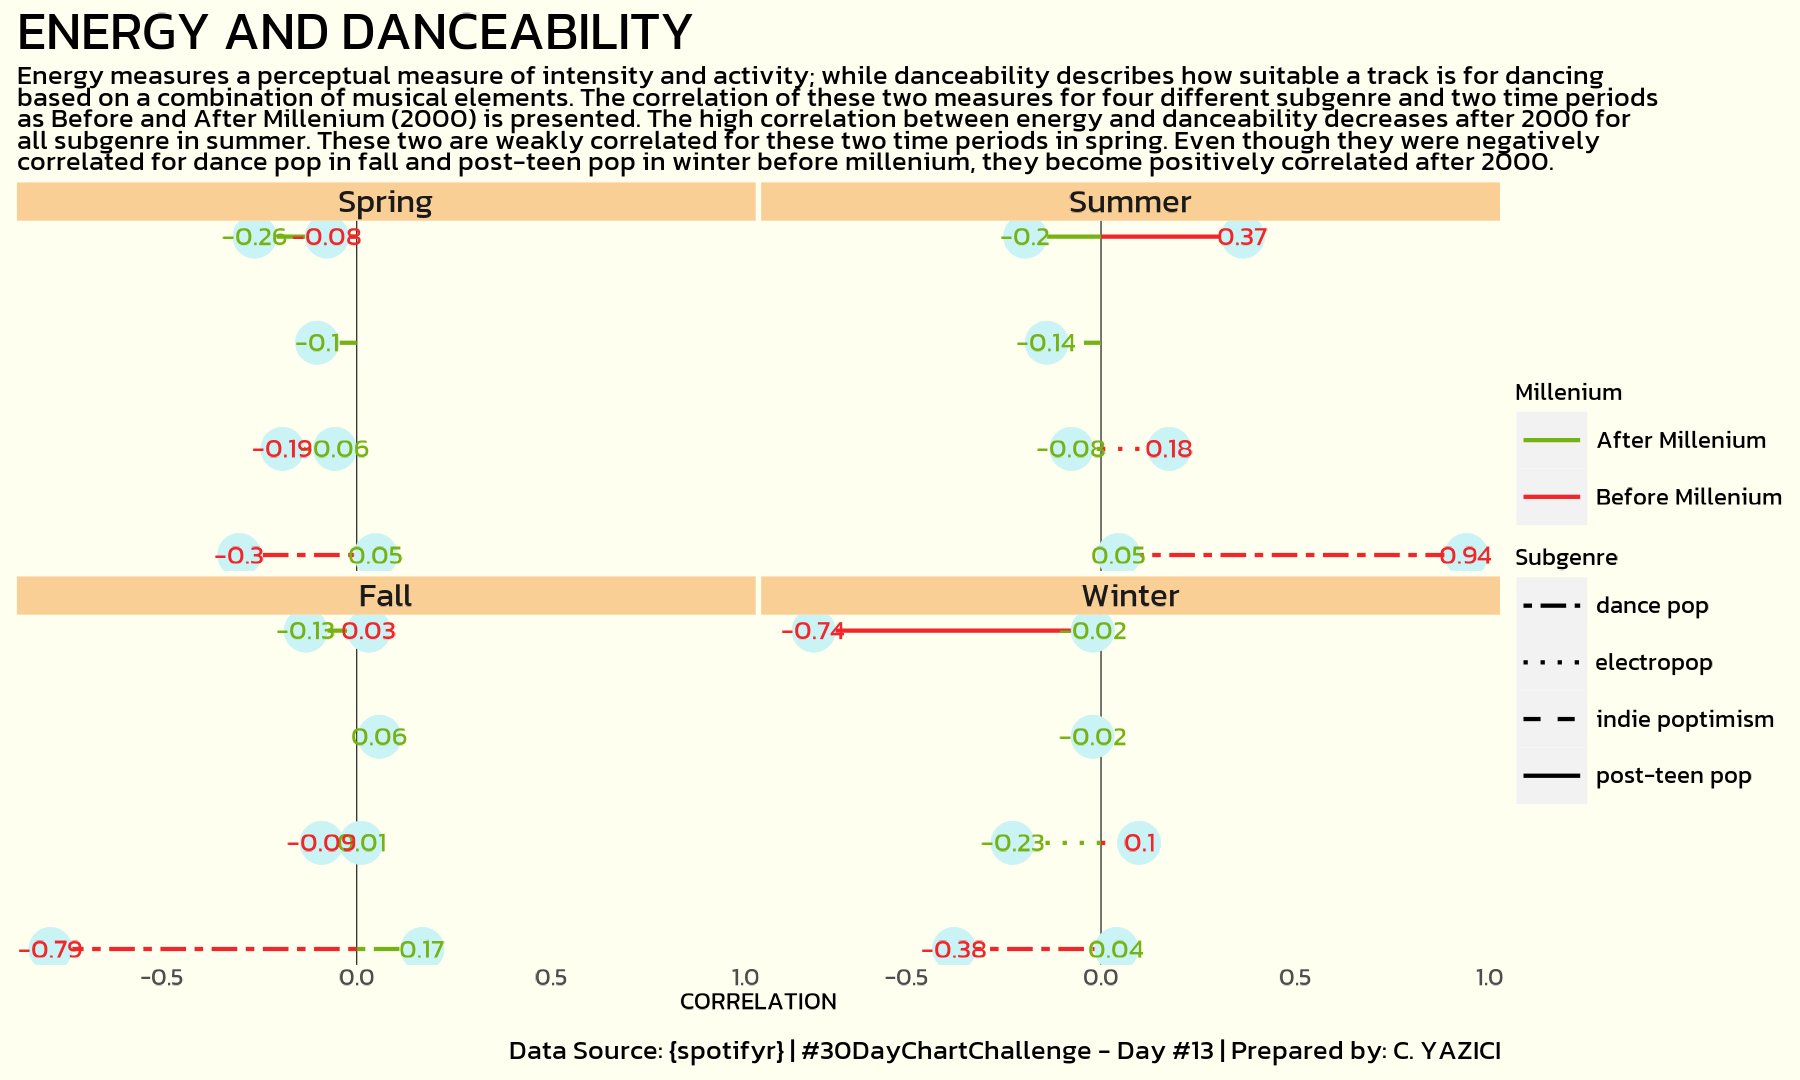 ENERGY AND DANCEABILITY
Energy measures a perceptual measure of intensity and activity; while danceability describes how suitable a track is for dancing
based on a combination of musical elements. The correlation of these two measures for four different subgenre and two time periods
as Before and After Millenium (2000) is presented. The high correlation between energy and danceability decreases after 2000 for
all subgenre in summer. These two are weakly correlated for these two time periods in spring. Even though they were negatively
correlated for dance pop in fall and post-teen pop in winter before millenium, they become positively correlated after 2000.
Spring
-0.26 -0.08
-0.1
-0.19 -0.06
-0.3 0.05
Summer
-0.2 0.37
-0.14
-0.08 0.18
0.05 0.94
Fall
-0.13 0.03
0.06
-0.09 0.01
-0.79 0.17
Winter
-0.74 -0.02
-0.02
-0.23 0.1
-0.38 0.04
-0.5 0.0 0.5 1.0 -0.5 0.0 0.5 1.0
CORRELATION
Millenium
After Millenium
Before Millenium
Subgenre
dance pop
electropop
indie poptimism
post-teen pop
Data Source: {spotifyr} | #30DayChartChallenge - Day #13 | Prepared by: C. YAZICI